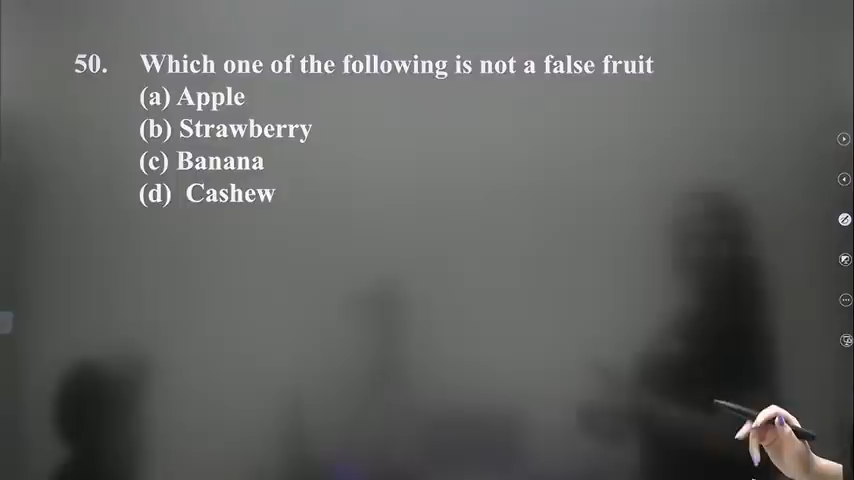 50. Which one of the following is not a false fruit
(a) Apple
(b) Strawberry
(c) Banana
(d) Cashew